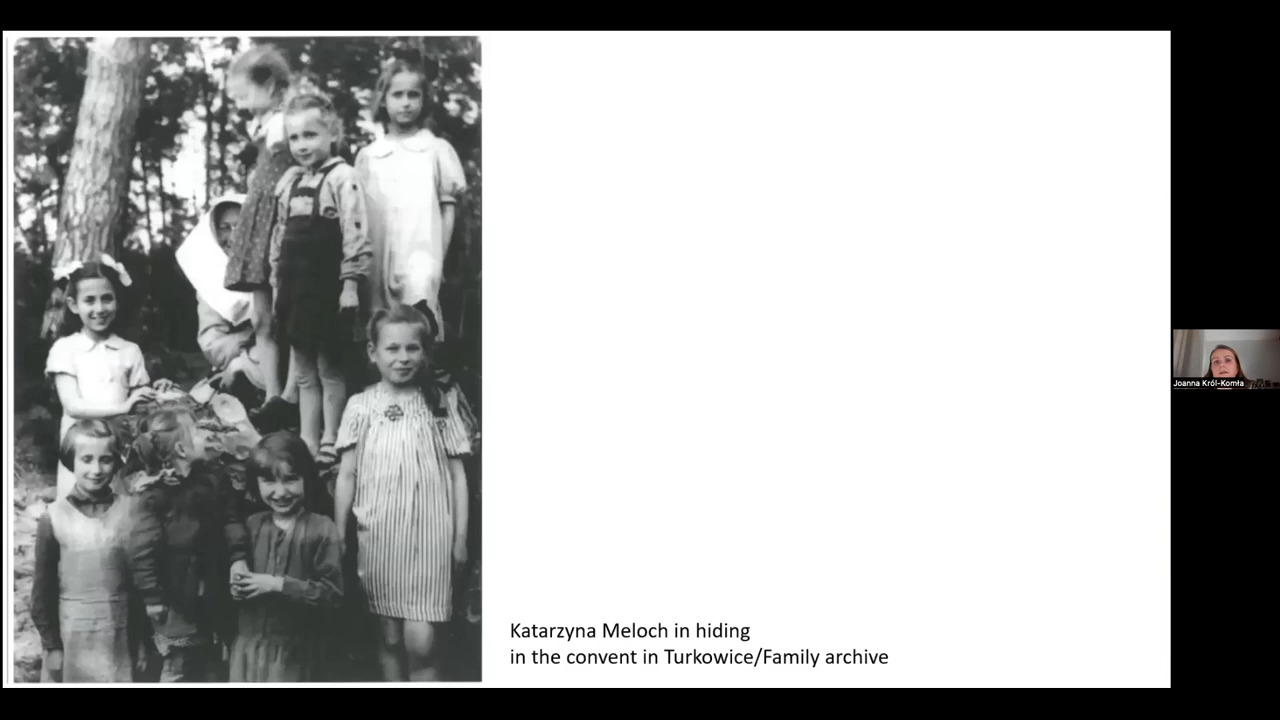 Katarzyna Meloch in hiding
in the convent in Turkowice/Family archive
Joanna Król-Komła